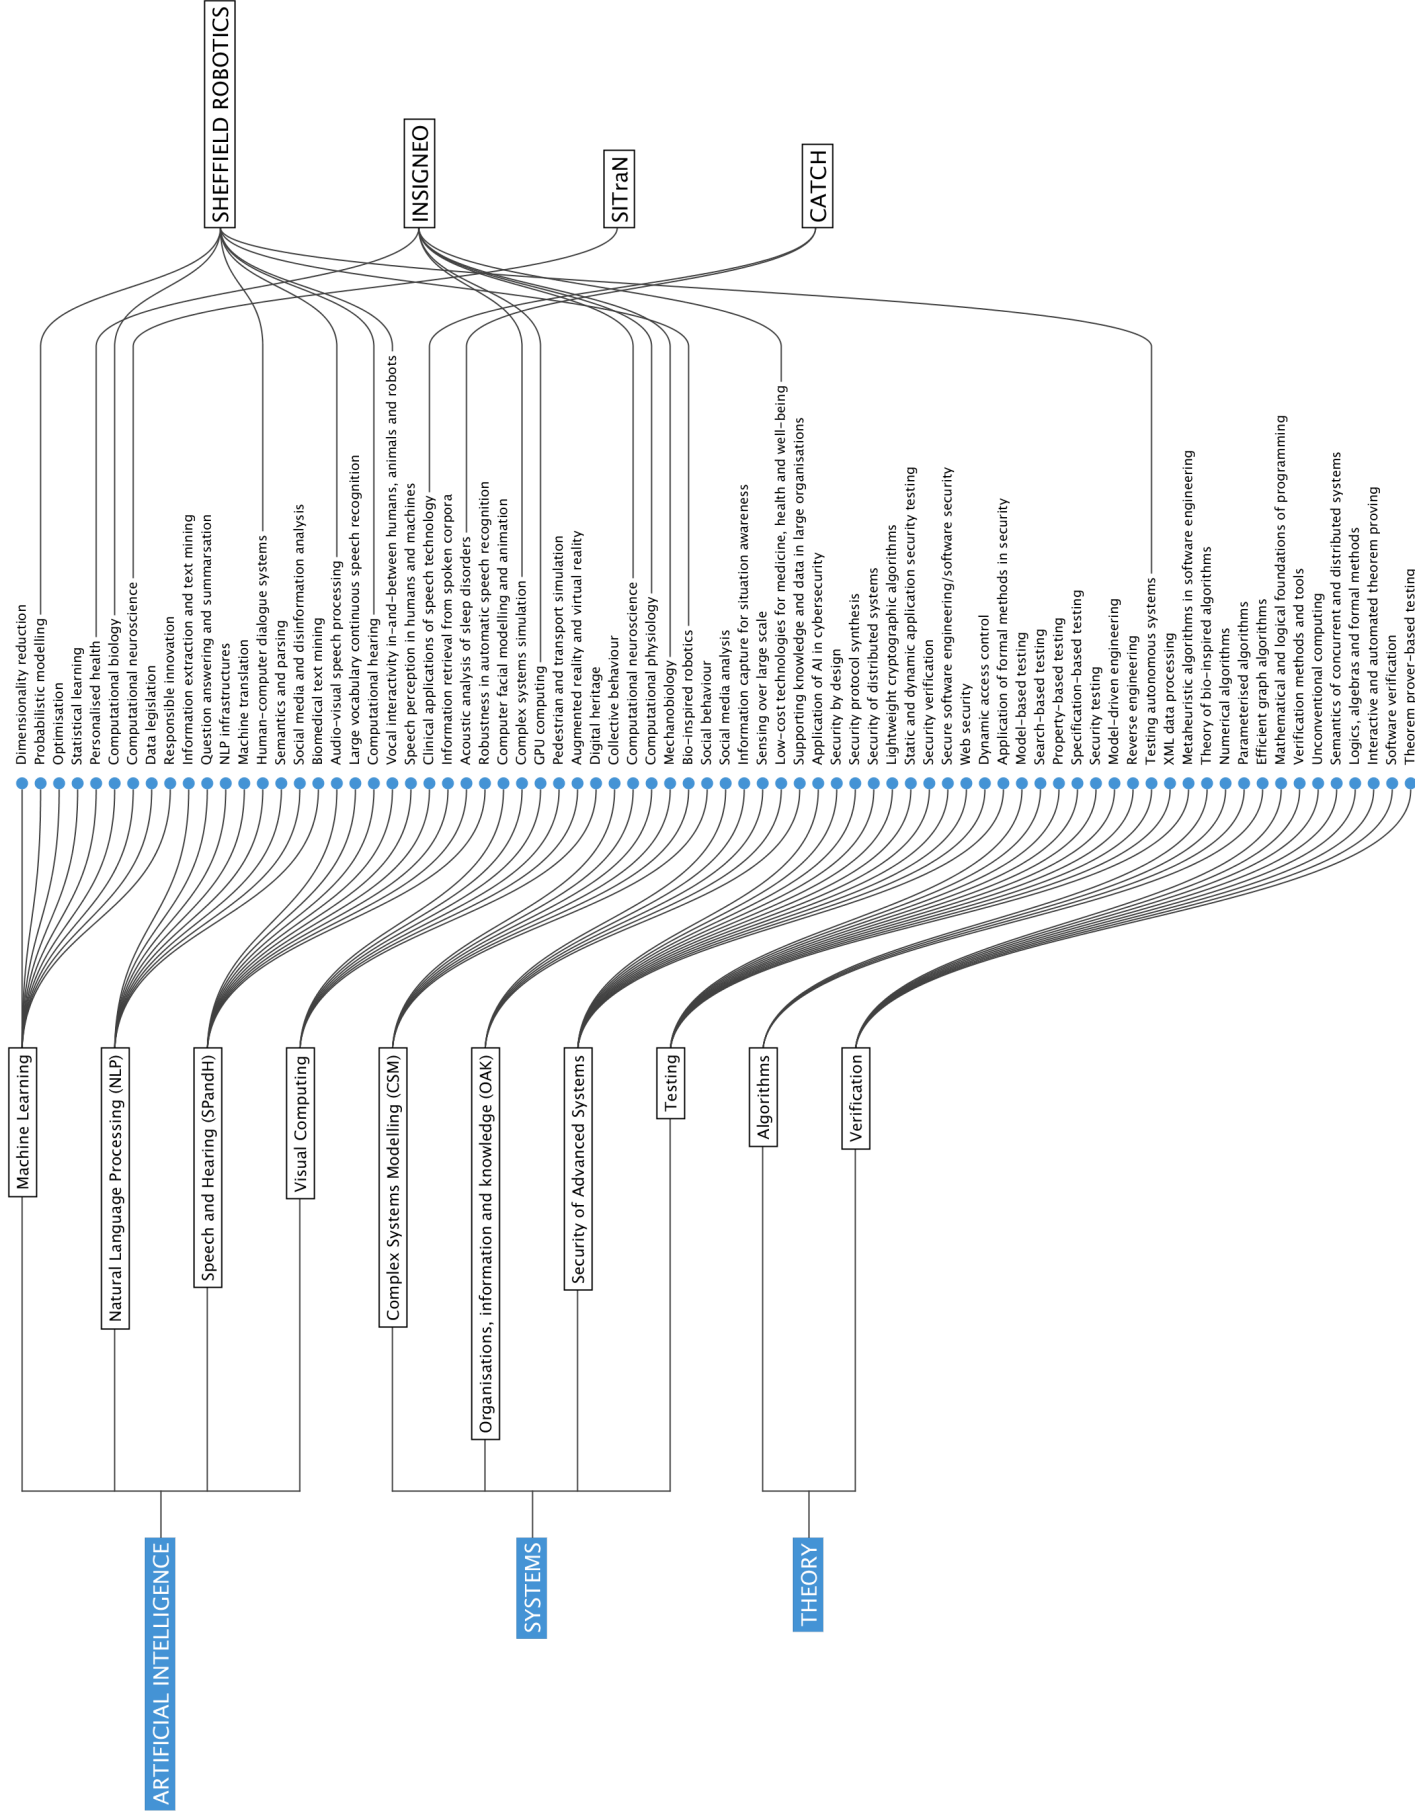 ARTIFICIAL INTELLIGENCE
SYSTEMS
THEORY
Machine Learning
Natural Language Processing (NLP)
Speech and Hearing (SPandH)
Visual Computing
Complex Systems Modelling (CSM)
Organisations, information and knowledge (OAK)
Security of Advanced Systems
Testing
Algorithms
Verification
Dimensionality reduction
Probabilistic modelling
Optimisation
Statistical learning
Personalised health
Computational biology
Computational neuroscience
Data legislation
Responsible innovation
Information extraction and text mining
Question answering and summarsation
NLP infrastructures
Machine translation
Human-computer dialogue systems
Semantics and parsing
Social media and disinformation analysis
Biomedical text mining
Audio-visual speech processing
Large vocabulary continuous speech recognition
Computational hearing
Vocal interactivity in-and-between humans, animals and robots
Speech perception in humans and machines
Clinical applications of speech technology
Information retrieval from spoken corpora
Acoustic analysis of sleep disorders
Robustness in automatic speech recognition
Computer facial modelling and animation
Complex systems simulation
GPU computing
Pedestrian and transport simulation
Augmented reality and virtual reality
Digital heritage
Collective behaviour
Computational neuroscience
Computational physiology
Mechanobiology
Bio-inspired robotics
Social behaviour
Social media analysis
Information capture for situation awareness
Sensing over large scale
Low-cost technologies for medicine, health and well-being
Supporting knowledge and data in large organisations
Application of AI in cybersecurity
Security by design
Security protocol synthesis
Security of distributed systems
Lightweight cryptographic algorithms
Static and dynamic application security testing
Security verification
Secure software engineering/software security
Web security
Dynamic access control
Application of formal methods in security
Model-based testing
Search-based testing
Property-based testing
Specification-based testing
Security testing
Model-driven engineering
Reverse engineering
Testing autonomous systems
XML data processing
Metaheuristic algorithms in software engineering
Theory of bio-inspired algorithms
Numerical algorithms
Parameterised algorithms
Efficient graph algorithms
Mathematical and logical foundations of programming
Verification methods and tools
Unconventional computing
Semantics of concurrent and distributed systems
Logics, algebras and formal methods
Interactive and automated theorem proving
Software verification
Theorem prover-based testing
SHEFFIELD ROBOTICS
INSIGNEO
SITraN
CATCH